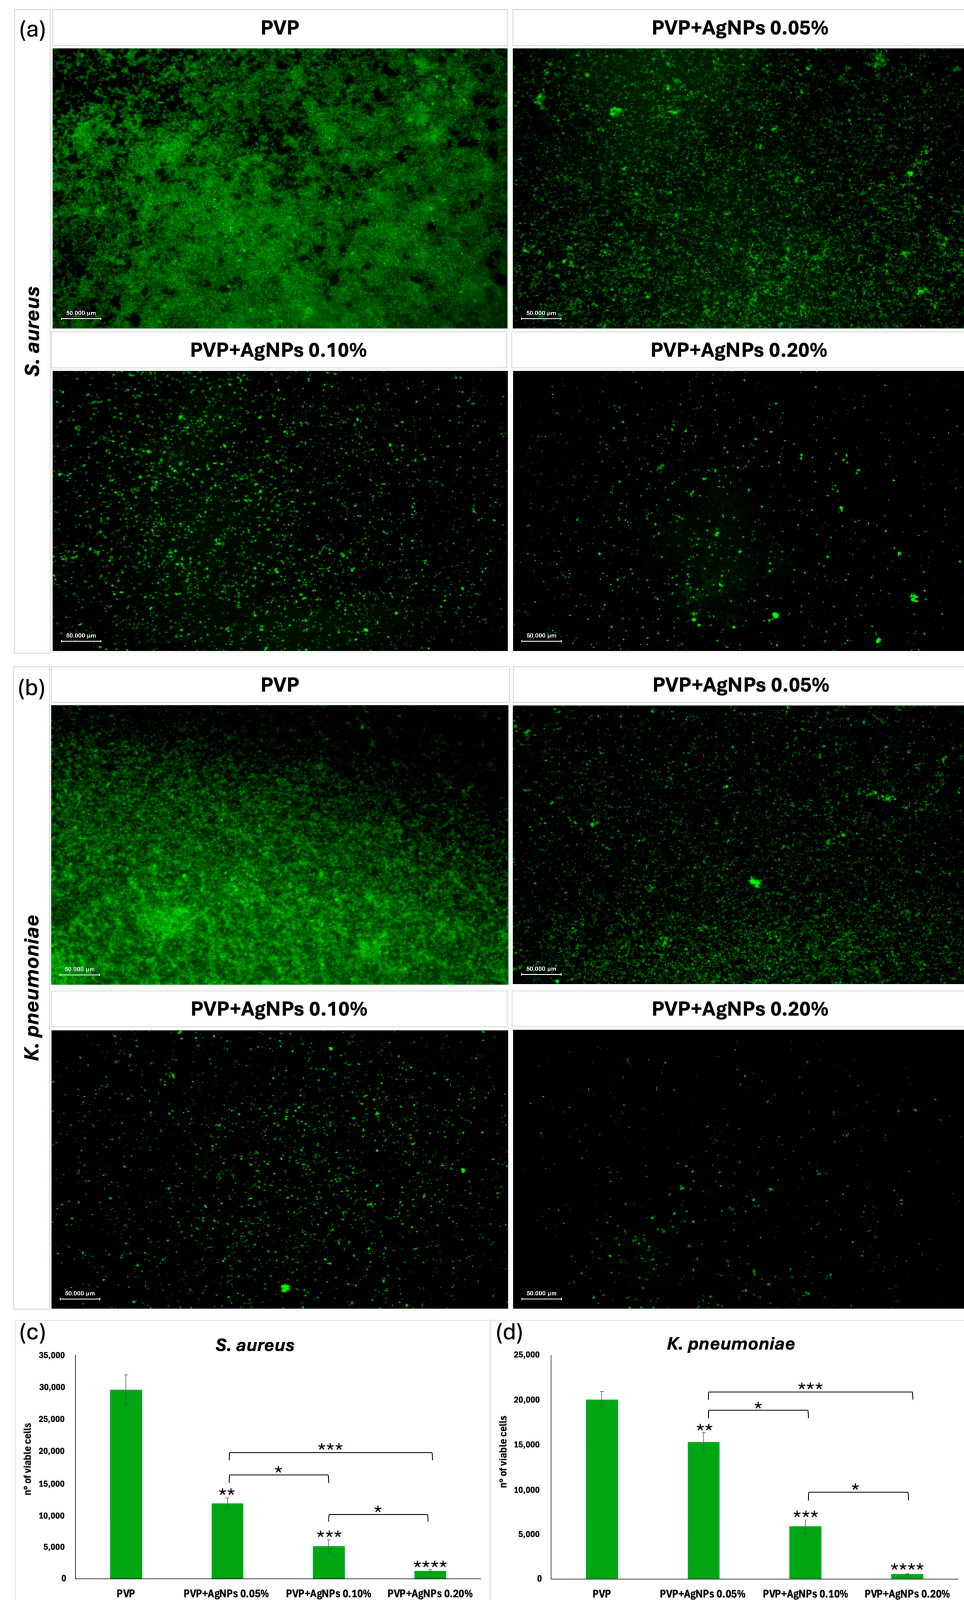 (a)
PVP
PVP+AgNPs 0.05%
S. aureus
50.000 µm
50.000 µm
PVP+AgNPs 0.10%
PVP+AgNPs 0.20%
50.000 µm
50.000 µm
(b)
PVP
PVP+AgNPs 0.05%
K. pneumoniae
50.000 µm
50.000 µm
PVP+AgNPs 0.10%
PVP+AgNPs 0.20%
50.000 µm
50.000 µm
(c)
S. aureus
n° of viable cells
35,000
30,000
25,000
20,000
15,000
10,000
5,000
0
**
***
****
*
***
*
PVP
PVP+AgNPs 0.05%
PVP+AgNPs 0.10%
PVP+AgNPs 0.20%
(d)
K. pneumoniae
n° of viable cells
25,000
20,000
15,000
10,000
5,000
0
**
***
****
*
***
*
PVP
PVP+AgNPs 0.05%
PVP+AgNPs 0.10%
PVP+AgNPs 0.20%